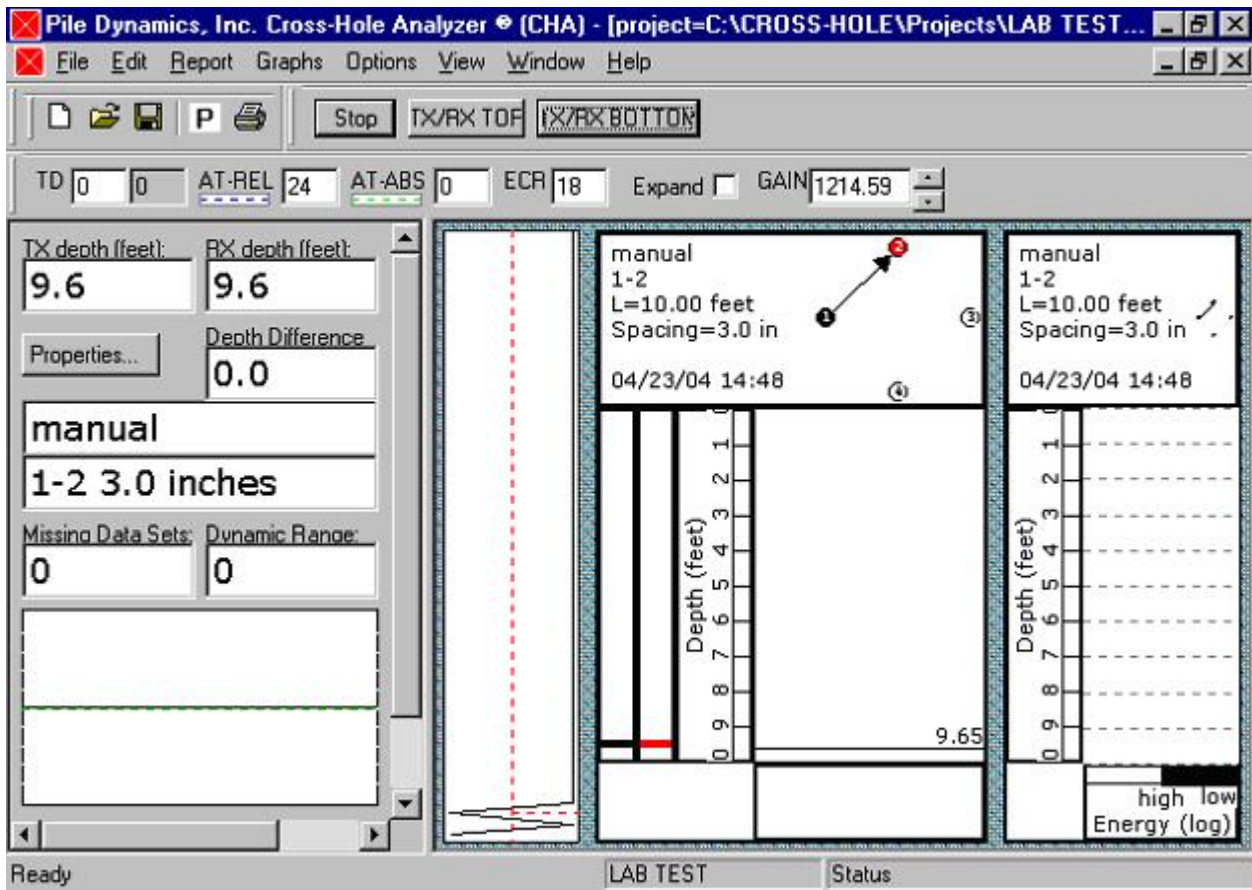 Pile Dynamics, Inc. Cross-Hole Analyzer ® (CHA) - [project=C:\CROSS-HOLE\Projects\LAB TEST...
File Edit Report Graphs Options View Window Help
P Stop TX/RX TOP TX/RX BOTTOM
TD 0 0 AT-REL 24 AT-ABS 0 ECR 18 Expand GAIN 1214.59
TX depth (feet): RX depth (feet):
9.6 9.6
Properties... Depth Difference
0.0
manual
1-2 3.0 inches
Missing Data Sets: Dynamic Range:
0 0
manual
1-2
L=10.00 feet
Spacing=3.0 in
04/23/04 14:48
2
1
3
4
0 1 2 3 4 5 6 7 8 9 0
Depth (feet)
9.65
manual
1-2
L=10.00 feet
Spacing=3.0 in
04/23/04 14:48
0 1 2 3 4 5 6 7 8 9 0
Depth (feet)
high low
Energy (log)
Ready LAB TEST Status